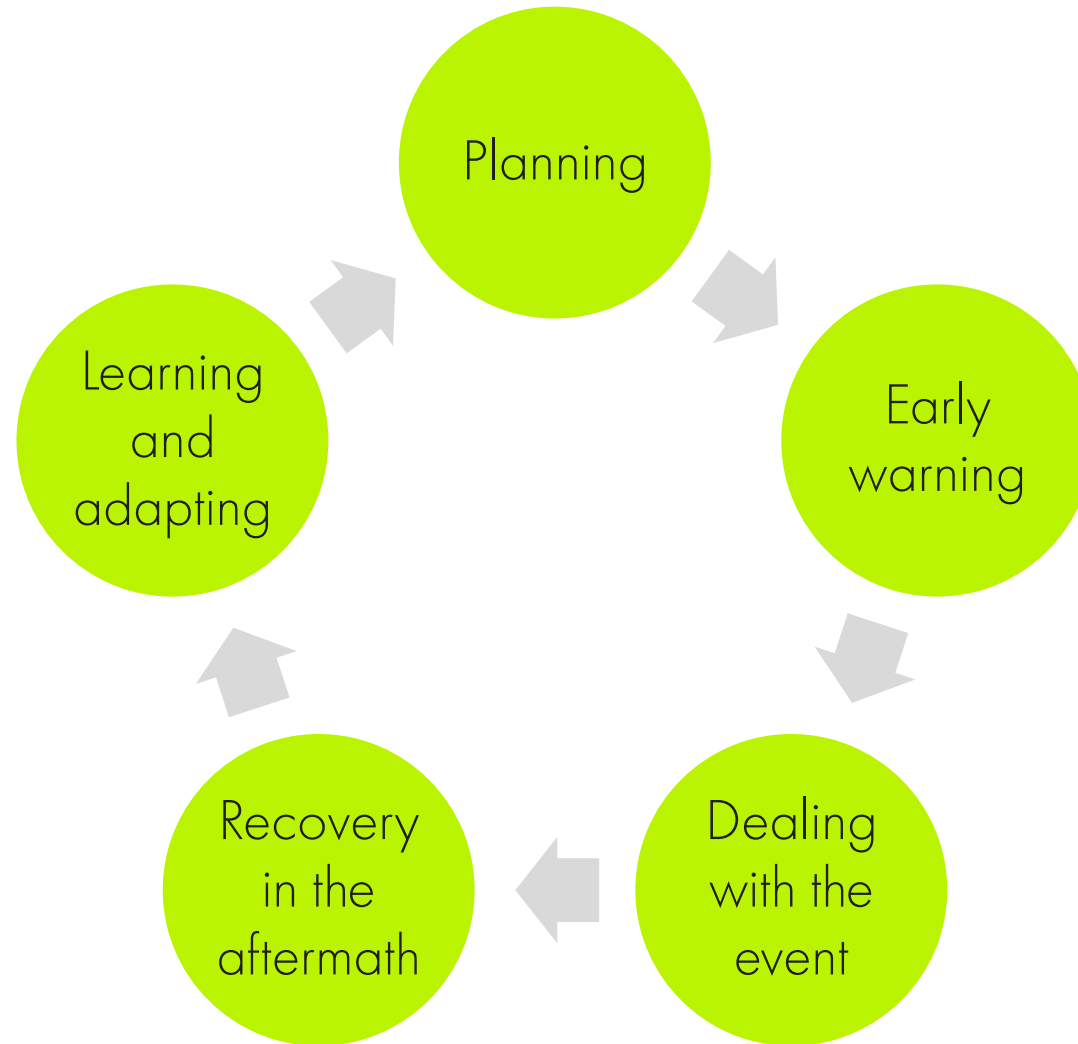 Planning
Early
warning
Dealing
with the
event
Recovery
in the
aftermath
Learning
and
adapting